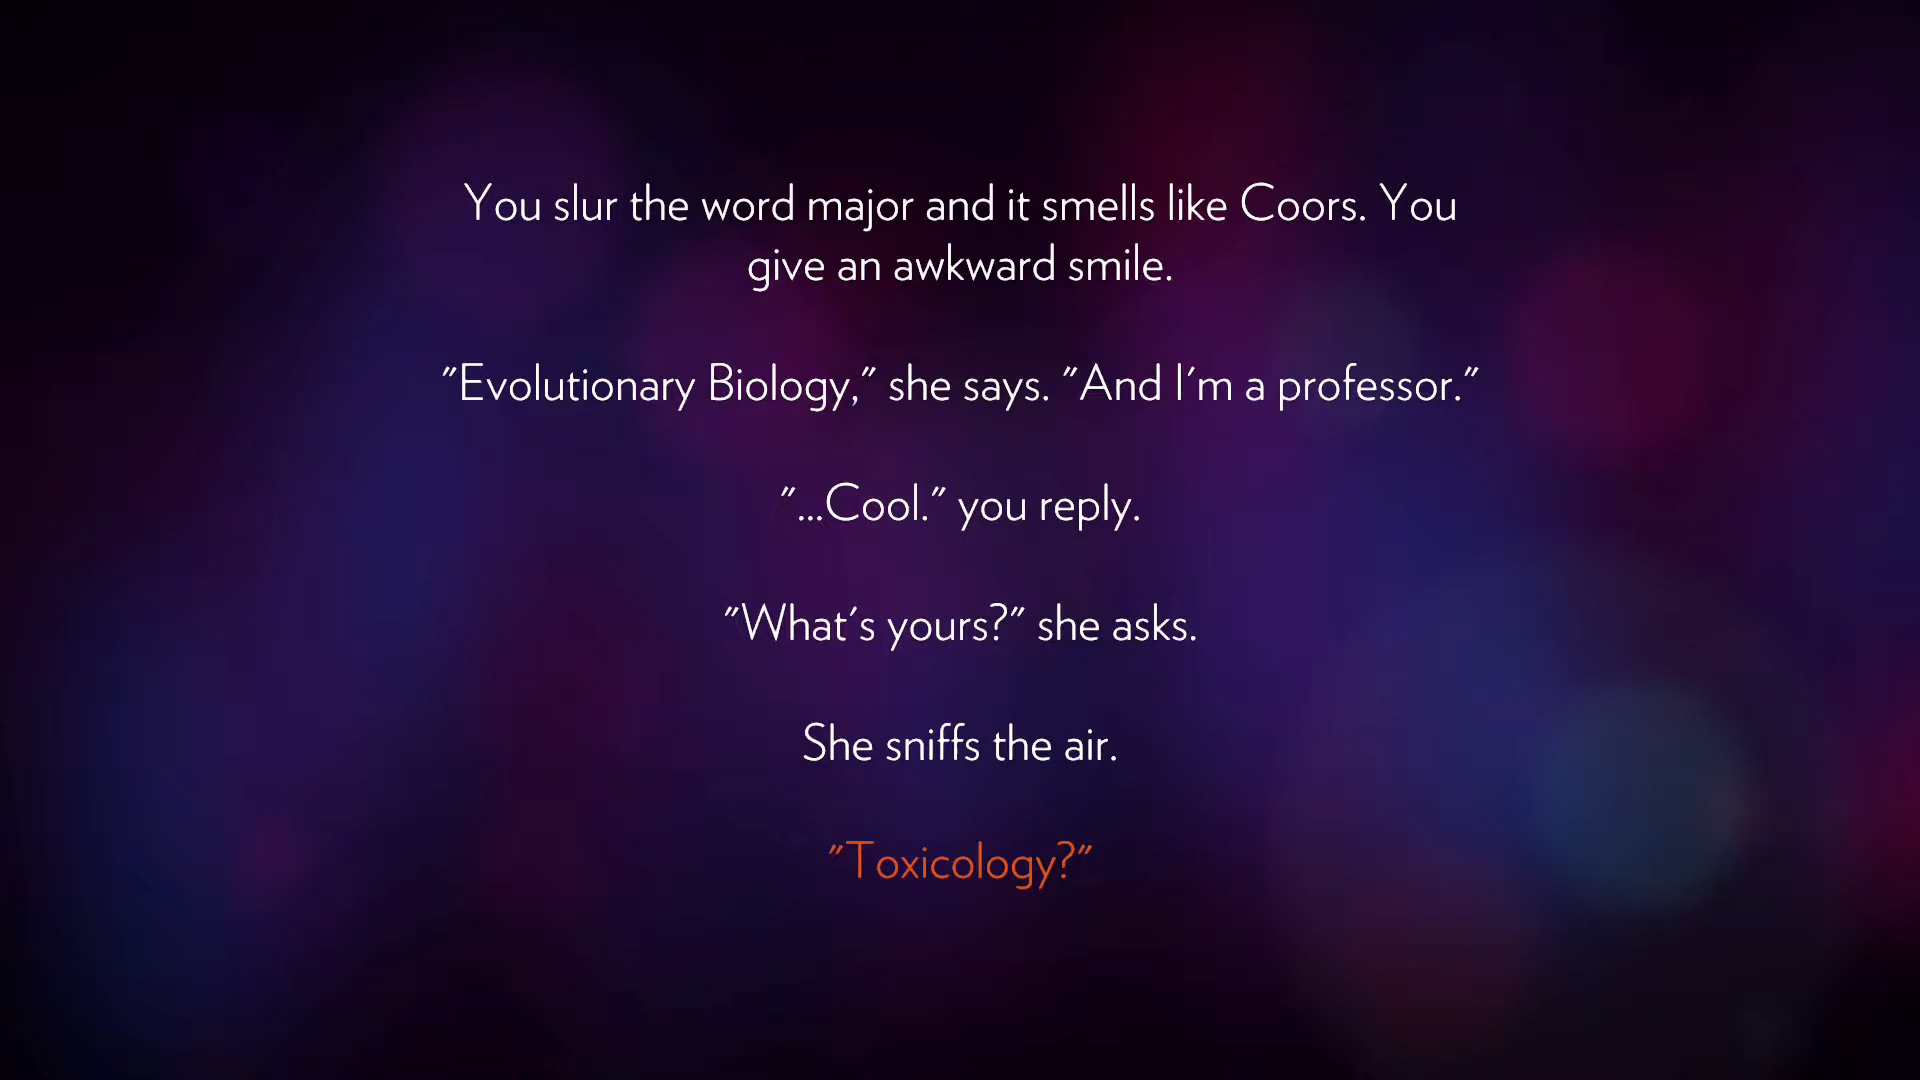 You slur the word major and it smells like Coors. You
give an awkward smile.
"Evolutionary Biology," she says. "And I'm a professor."
"...Cool." you reply.
"What's yours?" she asks.
She sniffs the air.
"Toxicology?"